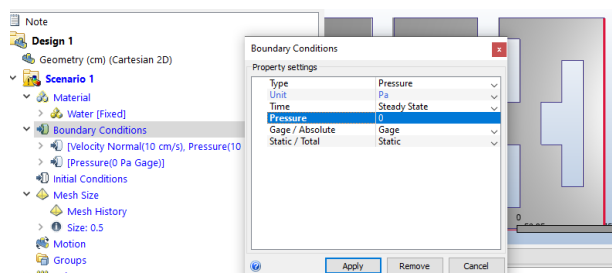 Note
Design 1
Geometry (cm) (Cartesian 2D)
Scenario 1
Material
Water [Fixed]
Boundary Conditions
[Velocity Normal(10 cm/s), Pressure(10
[Pressure(0 Pa Gage)]
Initial Conditions
Mesh Size
Mesh History
Size: 0.5
Motion
Groups
Boundary Conditions
x
Property settings
Type Pressure
Unit Pa
Time Steady State
Pressure 0
Gage / Absolute Gage
Static / Total Static
Apply Remove Cancel
0